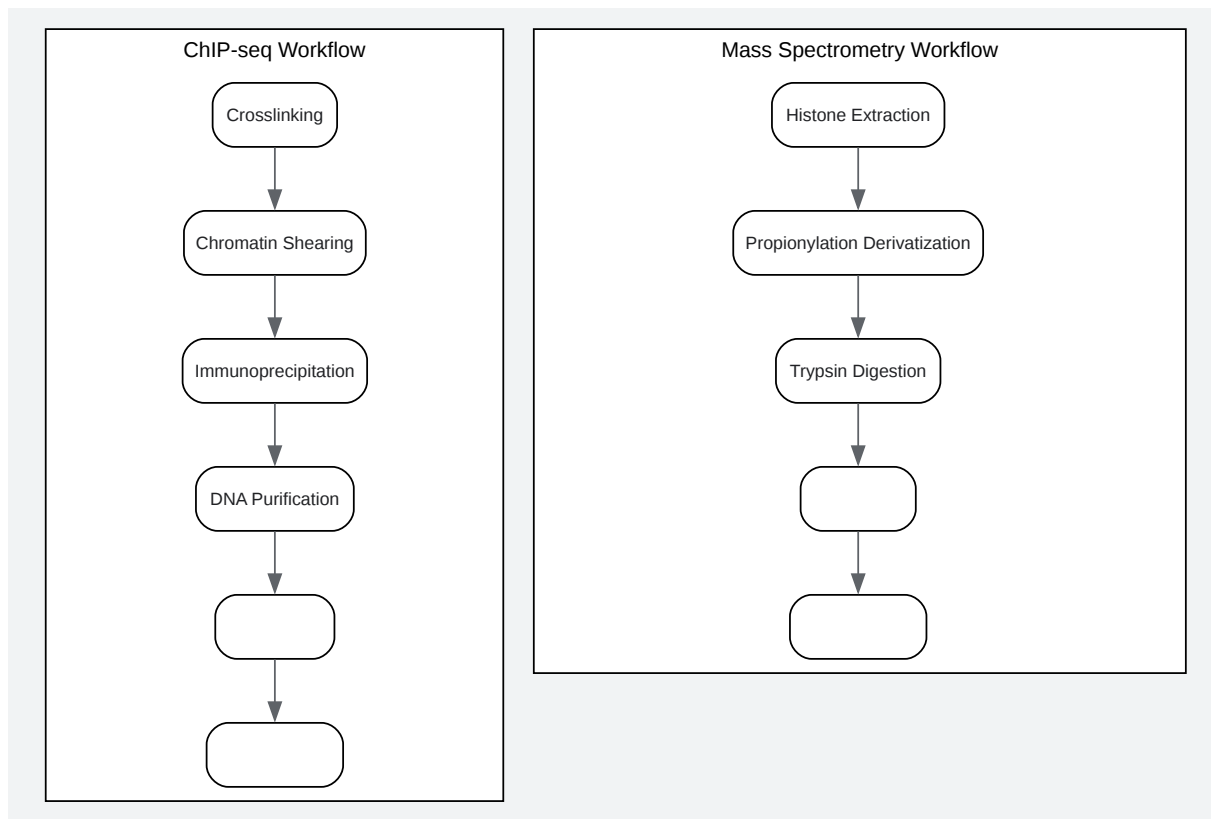 ChIP-seq Workflow
Crosslinking
Chromatin Shearing
Immunoprecipitation
DNA Purification
Mass Spectrometry Workflow
Histone Extraction
Propionylation Derivatization
Trypsin Digestion